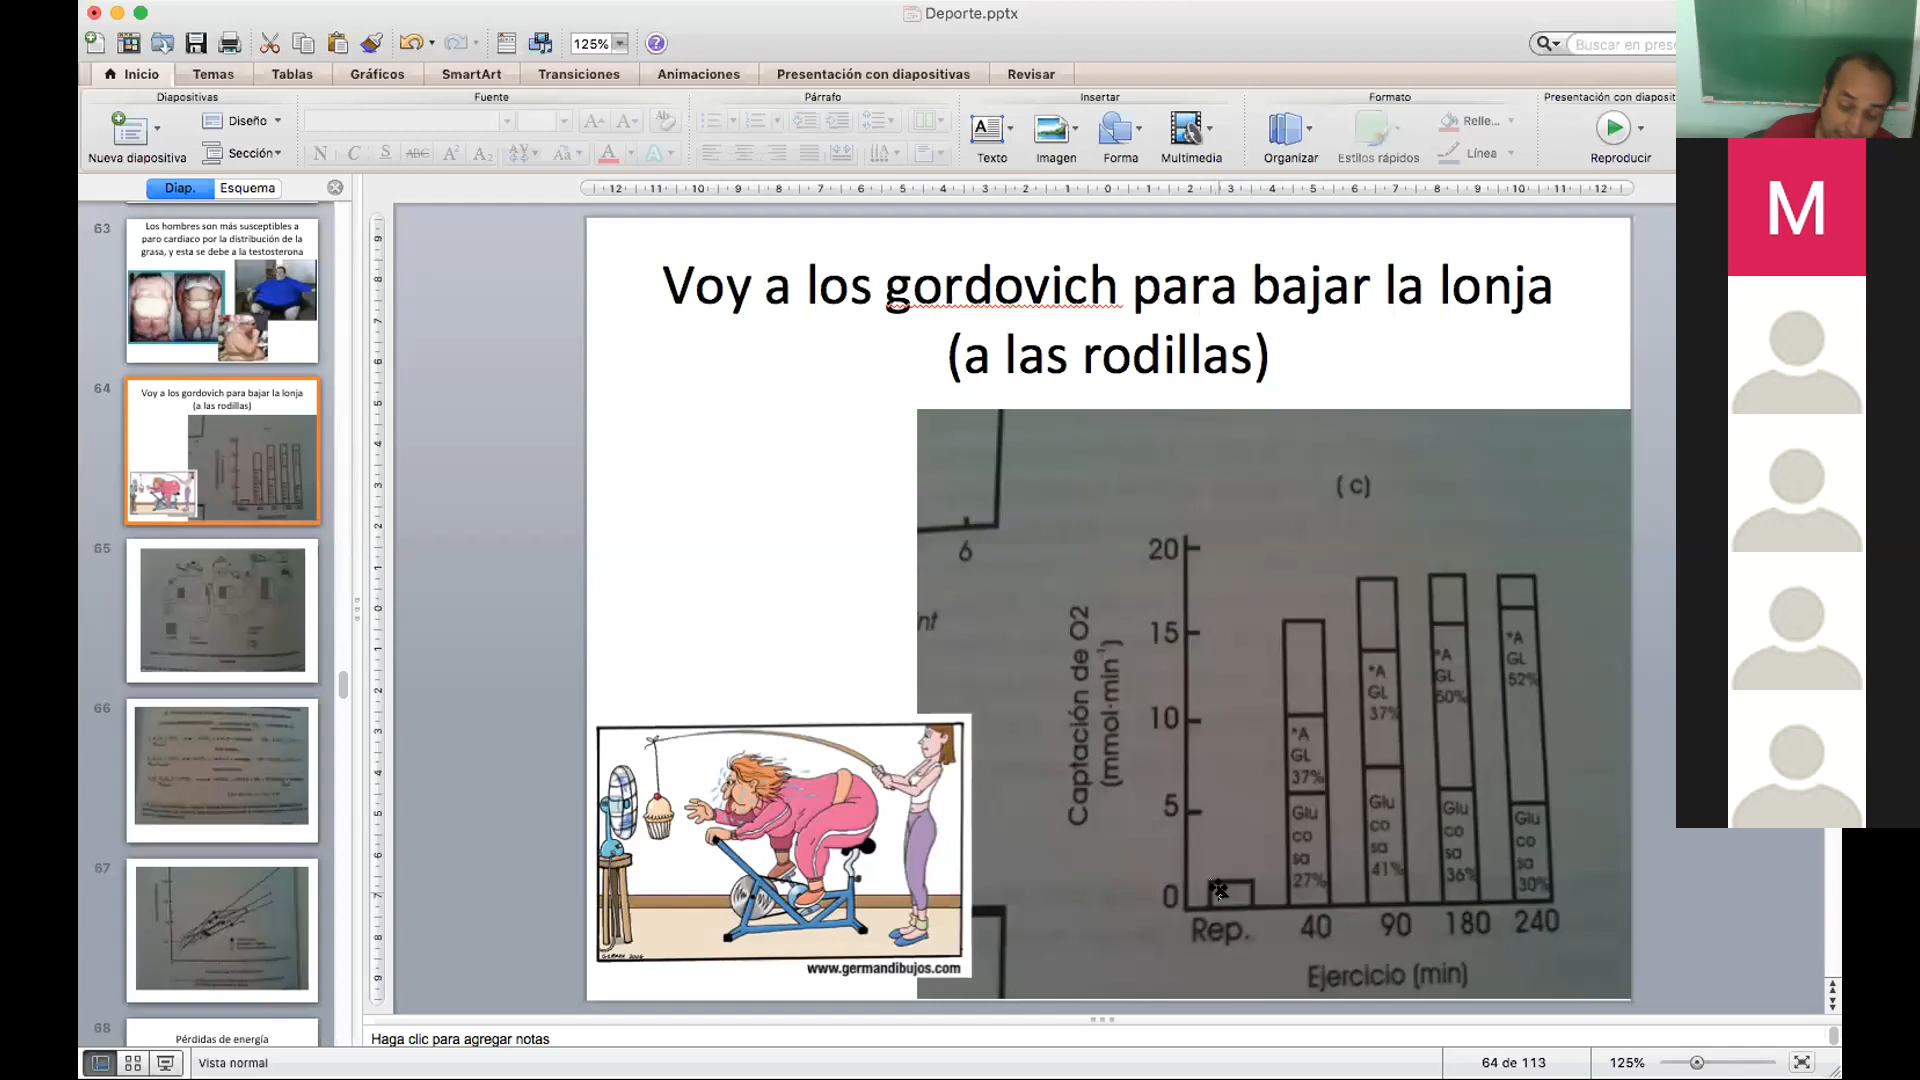 Deporte.pptx
125%
Buscar en prese
Inicio
Temas
Tablas
Gráficos
SmartArt
Transiciones
Animaciones
Presentación con diapositivas
Revisar
Diapositivas
Fuente
Párrafo
Insertar
Formato
Presentación con diaposit
Nueva diapositiva
Diseño
Sección
N C S ABC A² A₂
Texto
Imagen
Forma
Multimedia
Organizar
Estilos rápidos
Relle...
Línea
Reproducir
Diap.
Esquema
63
Los hombres son más susceptibles a
paro cardiaco por la distribución de la
grasa, y esta se debe a la testosterona
64
Voy a los gordovich para bajar la lonja
(a las rodillas)
65
66
67
68
Pérdidas de energía
Voy a los gordovich para bajar la lonja
(a las rodillas)
6
nt
(c)
Captación de O2
(mmol·min⁻¹)
20
15
10
5
0
*A
GL
37%
Glu
co
sa
27%
*A
GL
37%
Glu
co
sa
41%
*A
GL
50%
Glu
co
sa
36%
*A
GL
52%
Glu
co
sa
30%
Rep. 40 90 180 240
Ejercicio (min)
www.germandibujos.com
M
Haga clic para agregar notas
Vista normal
64 de 113
125%